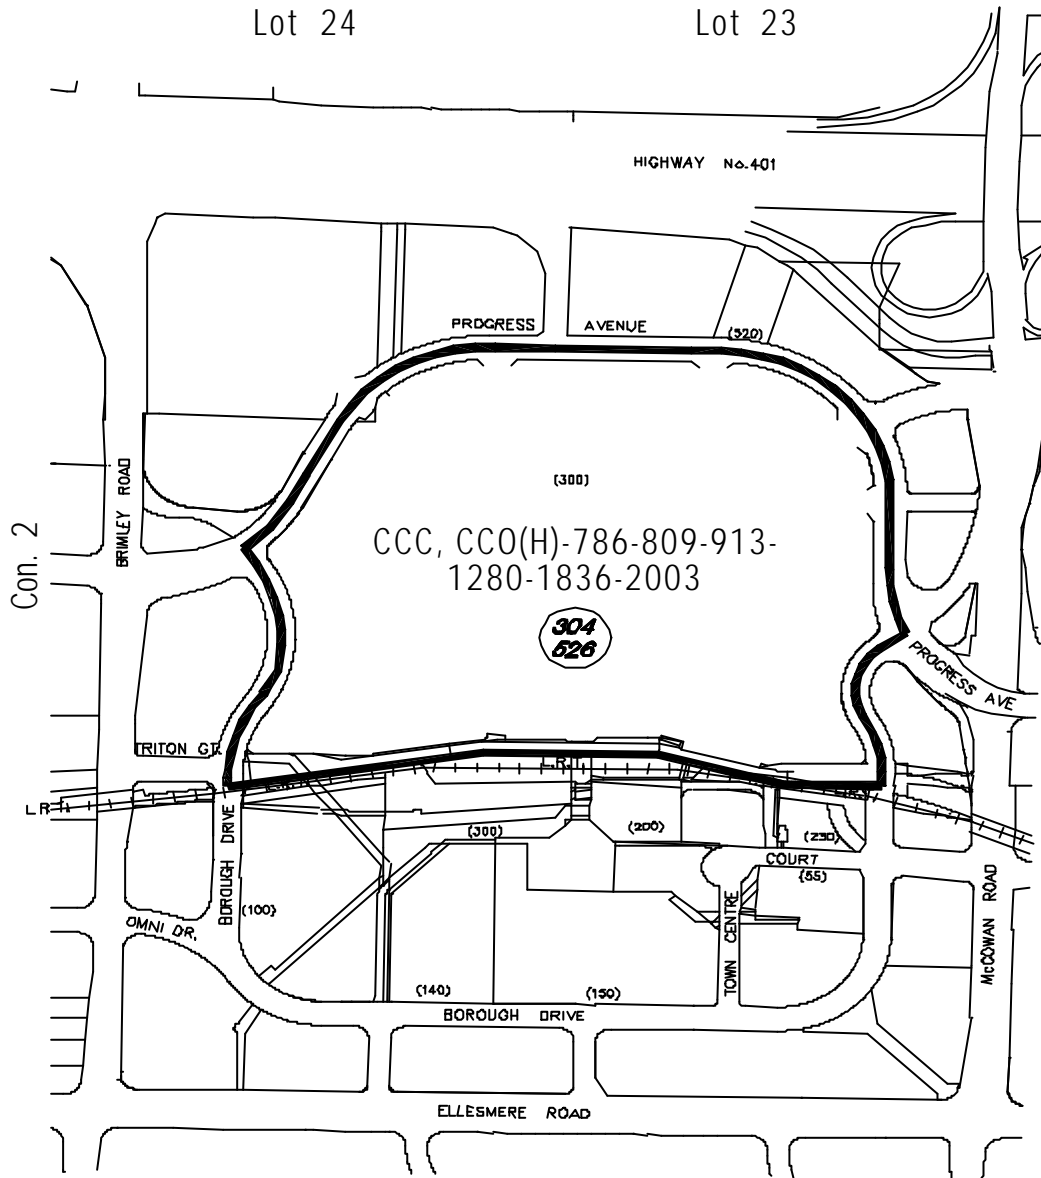 Lot 24
Lot 23
HIGHWAY No.401
PROGRESS AVENUE
(520)
(300)
BRIMLEY ROAD
Con. 2
CCC, CCO(H)-786-809-913-
1280-1836-2003
304
526
PROGRESS AVE
TRITON GT.
L.R.T.
L.R.
BOROUGH DRIVE
(300)
(200)
(230)
COURT
(55)
(100)
OMNI DR.
TOWN CENTRE
McCOWAN ROAD
(140)
(150)
BOROUGH DRIVE
ELLESMERE ROAD